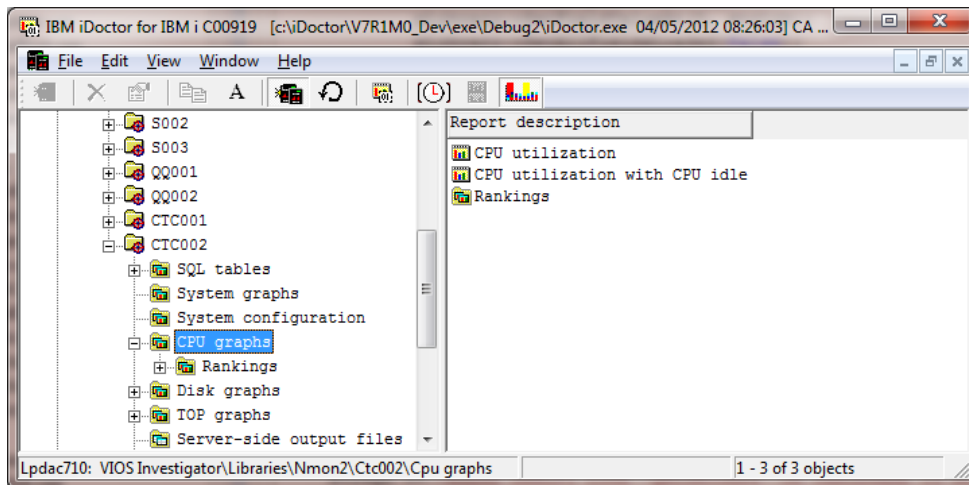 IBM iDoctor for IBM i C00919 [c:\iDoctor\V7R1M0_Dev\exe\Debug2\iDoctor.exe 04/05/2012 08:26:03] CA ...
File Edit View Window Help
A
S002
S003
QQ001
QQ002
CTC001
CTC002
SQL tables
System graphs
System configuration
CPU graphs
Rankings
Disk graphs
TOP graphs
Server-side output files
Report description
CPU utilization
CPU utilization with CPU idle
Rankings
Lpdac710: VIOS Investigator\Libraries\Nmon2\Ctc002\Cpu graphs
1 - 3 of 3 objects